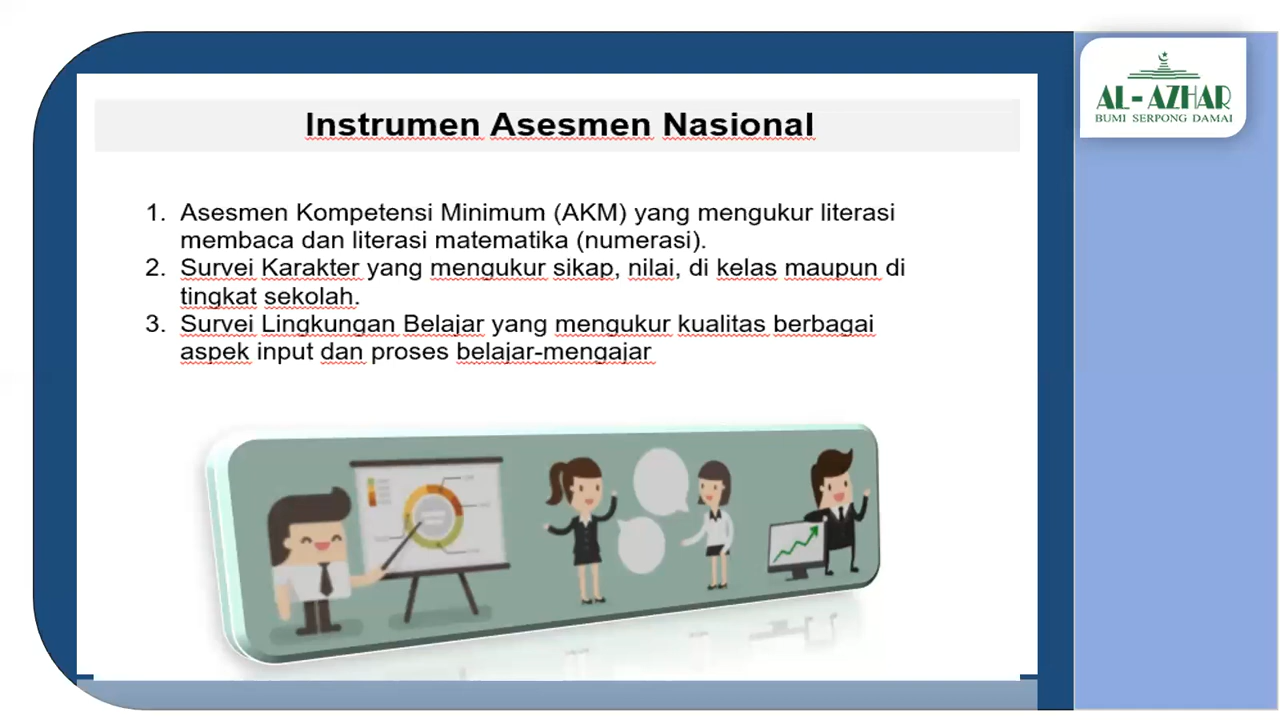 AL-AZHAR
BUMI SERPONG DAMAI
Instrumen Asesmen Nasional
1. Asesmen Kompetensi Minimum (AKM) yang mengukur literasi
membaca dan literasi matematika (numerasi).
2. Survei Karakter yang mengukur sikap, nilai, di kelas maupun di
tingkat sekolah.
3. Survei Lingkungan Belajar yang mengukur kualitas berbagai
aspek input dan proses belajar-mengajar